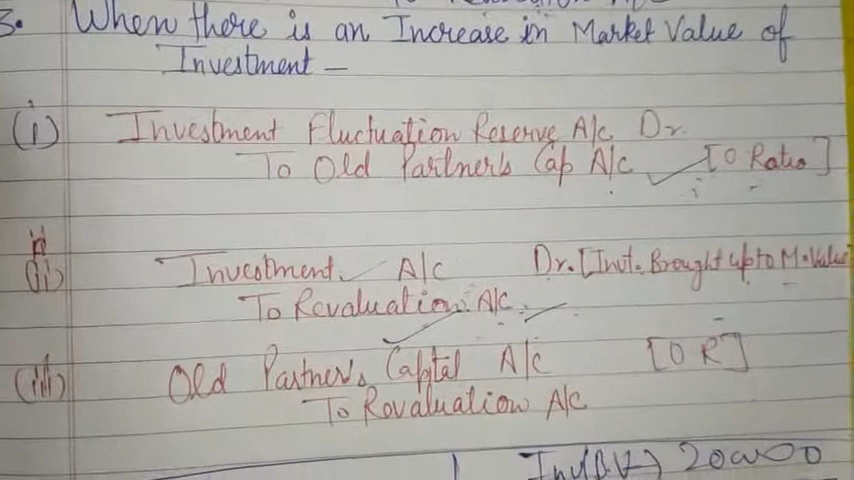 3. When there is an Increase in Market Value of
Investment —
(i) Investment Fluctuation Reserve A/c Dr.
To Old Partner's Cap A/c [O Ratio]
(ii) Investment A/c Dr. [Invt. Brought upto M.Value]
To Revaluation A/c
(iii) Old Partner's Capital A/c [O R]
To Revaluation A/c
Inv(B.V)